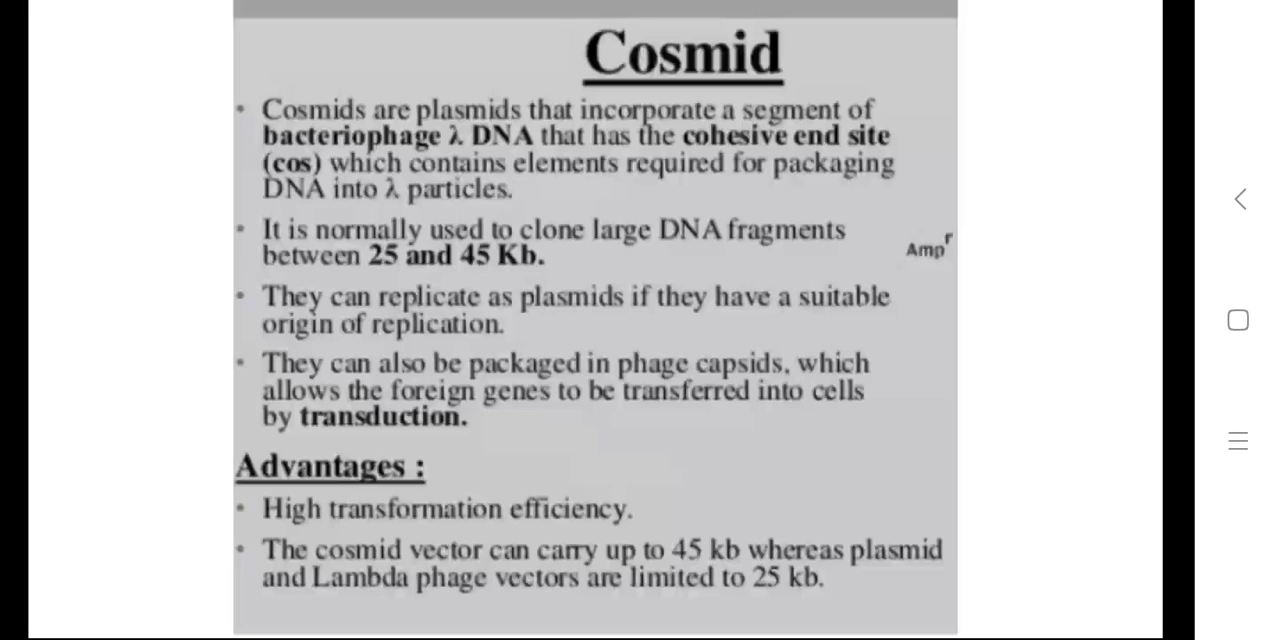 Cosmid
• Cosmids are plasmids that incorporate a segment of
bacteriophage λ DNA that has the cohesive end site
(cos) which contains elements required for packaging
DNA into λ particles.
• It is normally used to clone large DNA fragments
between 25 and 45 Kb.
Amp^r
• They can replicate as plasmids if they have a suitable
origin of replication.
• They can also be packaged in phage capsids, which
allows the foreign genes to be transferred into cells
by transduction.
Advantages :
• High transformation efficiency.
• The cosmid vector can carry up to 45 kb whereas plasmid
and Lambda phage vectors are limited to 25 kb.